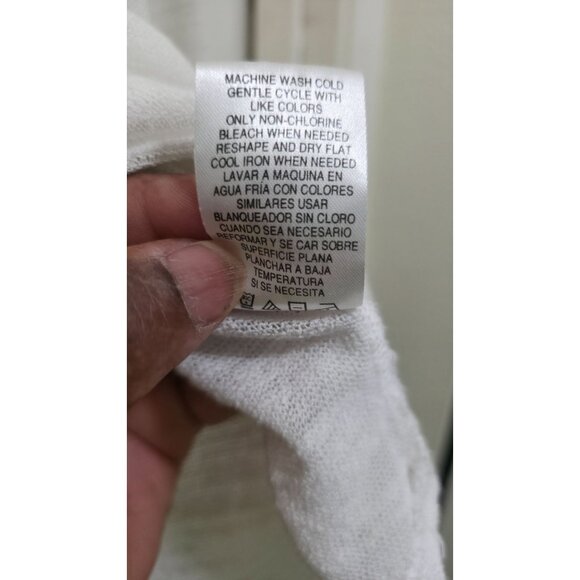 MACHINE WASH COLD
GENTLE CYCLE WITH
LIKE COLORS
ONLY NON-CHLORINE
BLEACH WHEN NEEDED
RESHAPE AND DRY FLAT
COOL IRON WHEN NEEDED
LAVAR A MAQUINA EN
AGUA FRÍA CON COLORES
SIMILARES USAR
BLANQUEADOR SIN CLORO
CUANDO SEA NECESARIO
REFORMAR Y SE CAR SOBRE
SUPERFICIE PLANA
PLANCHAR A BAJA
TEMPERATURA
SI SE NECESITA